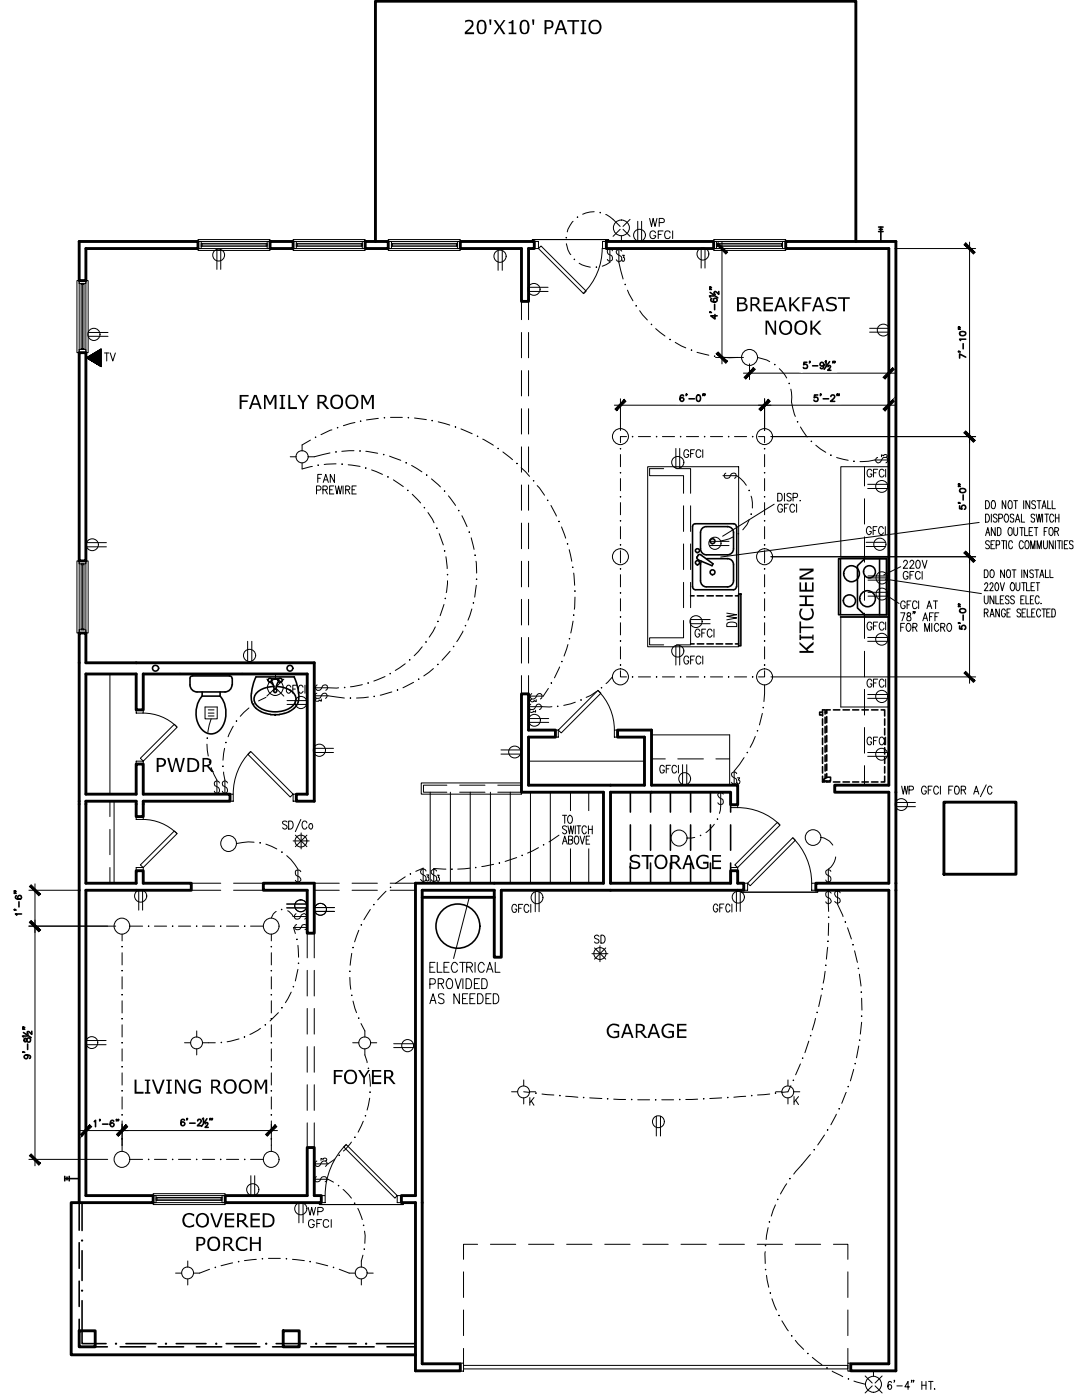 20'X10' PATIO
WP
GFCI
$ $3
4'-6½"
BREAKFAST
NOOK
7'-10"
TV
5'-9½"
FAMILY ROOM
6'-0"
5'-2"
GFCI
$3
GFCI
$
FAN
PREWIRE
5'-0"
DISP.
GFCI
DO NOT INSTALL
DISPOSAL SWITCH
AND OUTLET FOR
SEPTIC COMMUNITIES
GFCI
220V
GFCI
DO NOT INSTALL
220V OUTLET
UNLESS ELEC.
RANGE SELECTED
KITCHEN
GFCI AT
78" AFF
FOR MICRO
5'-0"
DW
GFCI
GFCI
GFCI
GFCI
GFCI
PWDR
$$
GFCI
GFCI
$3
WP GFCI FOR A/C
SD/Co
TO
SWITCH
ABOVE
$
STORAGE
$
$
1'-6"
GFCI
GFCI
$ $
SD
ELECTRICAL
PROVIDED
AS NEEDED
GARAGE
9'-8½"
FOYER
LIVING ROOM
K
K
1'-6"
6'-2½"
$3
$
WP
GFCI
COVERED
PORCH
6'-4" HT.